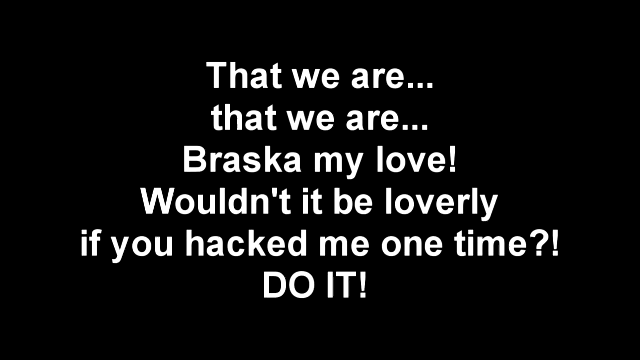 That we are...
that we are...
Braska my love!
Wouldn't it be loverly
if you hacked me one time?!
DO IT!